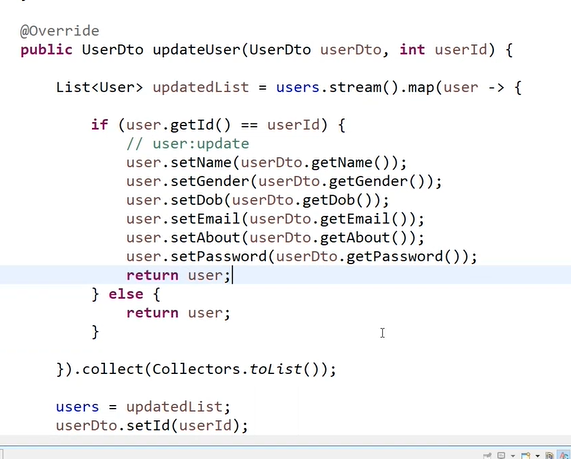 @Override
public UserDto updateUser(UserDto userDto, int userId) {
List<User> updatedList = users.stream().map(user -> {
if (user.getId() == userId) {
// user:update
user.setName(userDto.getName());
user.setGender(userDto.getGender());
user.setDob(userDto.getDob());
user.setEmail(userDto.getEmail());
user.setAbout(userDto.getAbout());
user.setPassword(userDto.getPassword());
return user;
} else {
return user;
}
}).collect(Collectors.toList());
users = updatedList;
userDto.setId(userId);